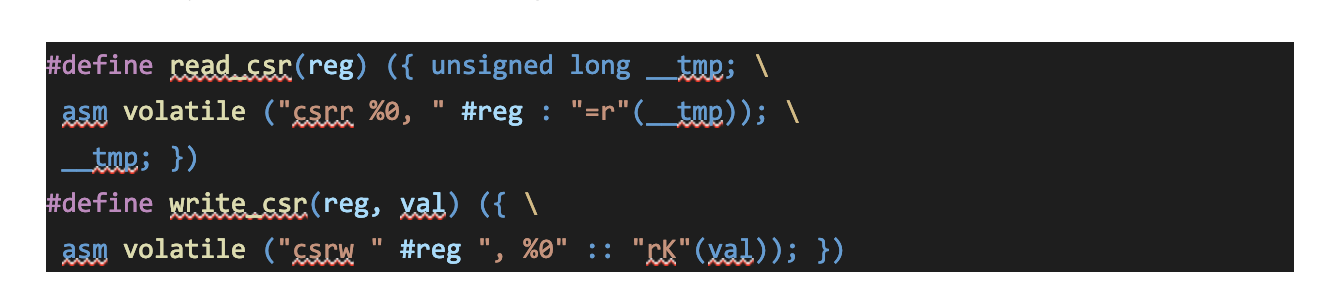 #define read_csr(reg) ({ unsigned long __tmp; \
asm volatile ("csrr %0, " #reg : "=r"(__tmp)); \
__tmp; })
#define write_csr(reg, val) ({ \
asm volatile ("csrw " #reg ", %0" :: "rK"(val)); })